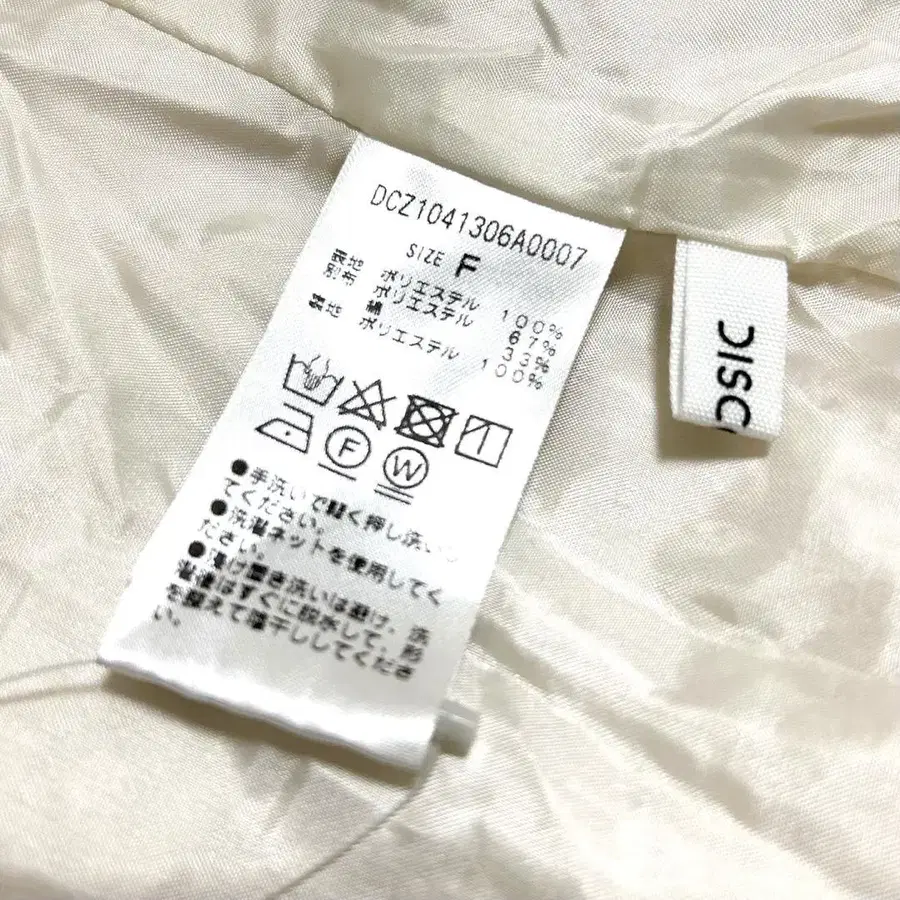 DCZ1041306A0007
SIZE F
表地 ポリエステル 100%
別布 ポリエステル 67%
綿 33%
裏地 ポリエステル 100%
F
W
●手洗いで軽く押し洗いし
てください。
●洗濯ネットを使用してく
ださい。
●漬け置き洗いは避け、洗
濯後はすぐに脱水して、形
を整えて陰干ししてくださ
い。